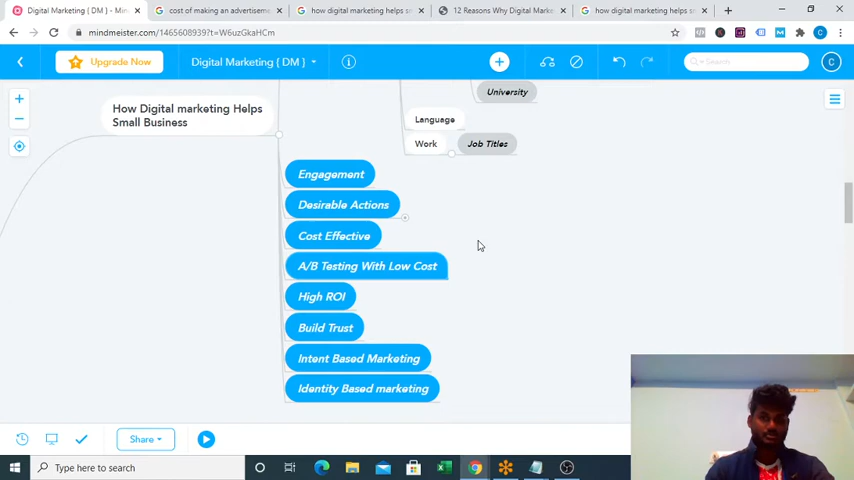 Digital Marketing { DM } - Mind
cost of making an advertiseme
how digital marketing helps sm
12 Reasons Why Digital Marke
how digital marketing helps sm
mindmeister.com/1465608939?t=W6uzGkaHCm
Upgrade Now
Digital Marketing { DM }
Search
C
University
How Digital marketing Helps
Small Business
Language
Work
Job Titles
Engagement
Desirable Actions
Cost Effective
A/B Testing With Low Cost
High ROI
Build Trust
Intent Based Marketing
Identity Based marketing
Share
Type here to search